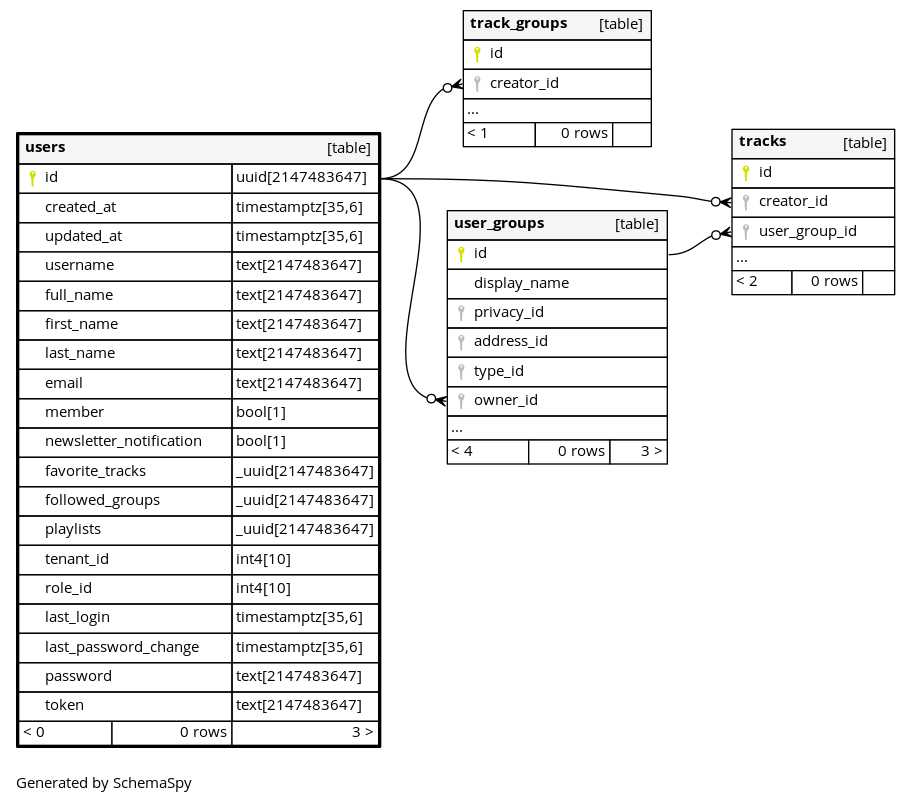 track_groups [table]
id
creator_id
...
< 1 0 rows
users [table]
id uuid[2147483647]
created_at timestamptz[35,6]
updated_at timestamptz[35,6]
username text[2147483647]
full_name text[2147483647]
first_name text[2147483647]
last_name text[2147483647]
email text[2147483647]
member bool[1]
newsletter_notification bool[1]
favorite_tracks _uuid[2147483647]
followed_groups _uuid[2147483647]
playlists _uuid[2147483647]
tenant_id int4[10]
role_id int4[10]
last_login timestamptz[35,6]
last_password_change timestamptz[35,6]
password text[2147483647]
token text[2147483647]
< 0 0 rows 3 >
user_groups [table]
id
display_name
privacy_id
address_id
type_id
owner_id
...
< 4 0 rows 3 >
tracks [table]
id
creator_id
user_group_id
...
< 2 0 rows
Generated by SchemaSpy